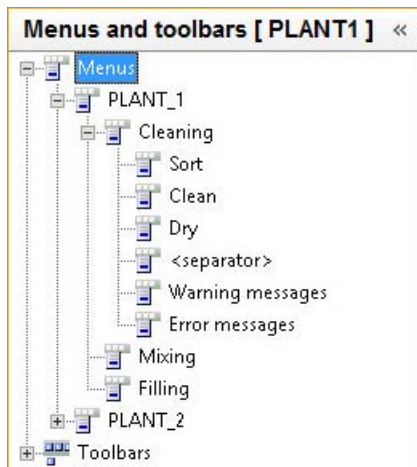 Menus and toolbars [ PLANT1 ] «
Menus
PLANT_1
Cleaning
Sort
Clean
Dry
<separator>
Warning messages
Error messages
Mixing
Filling
PLANT_2
Toolbars